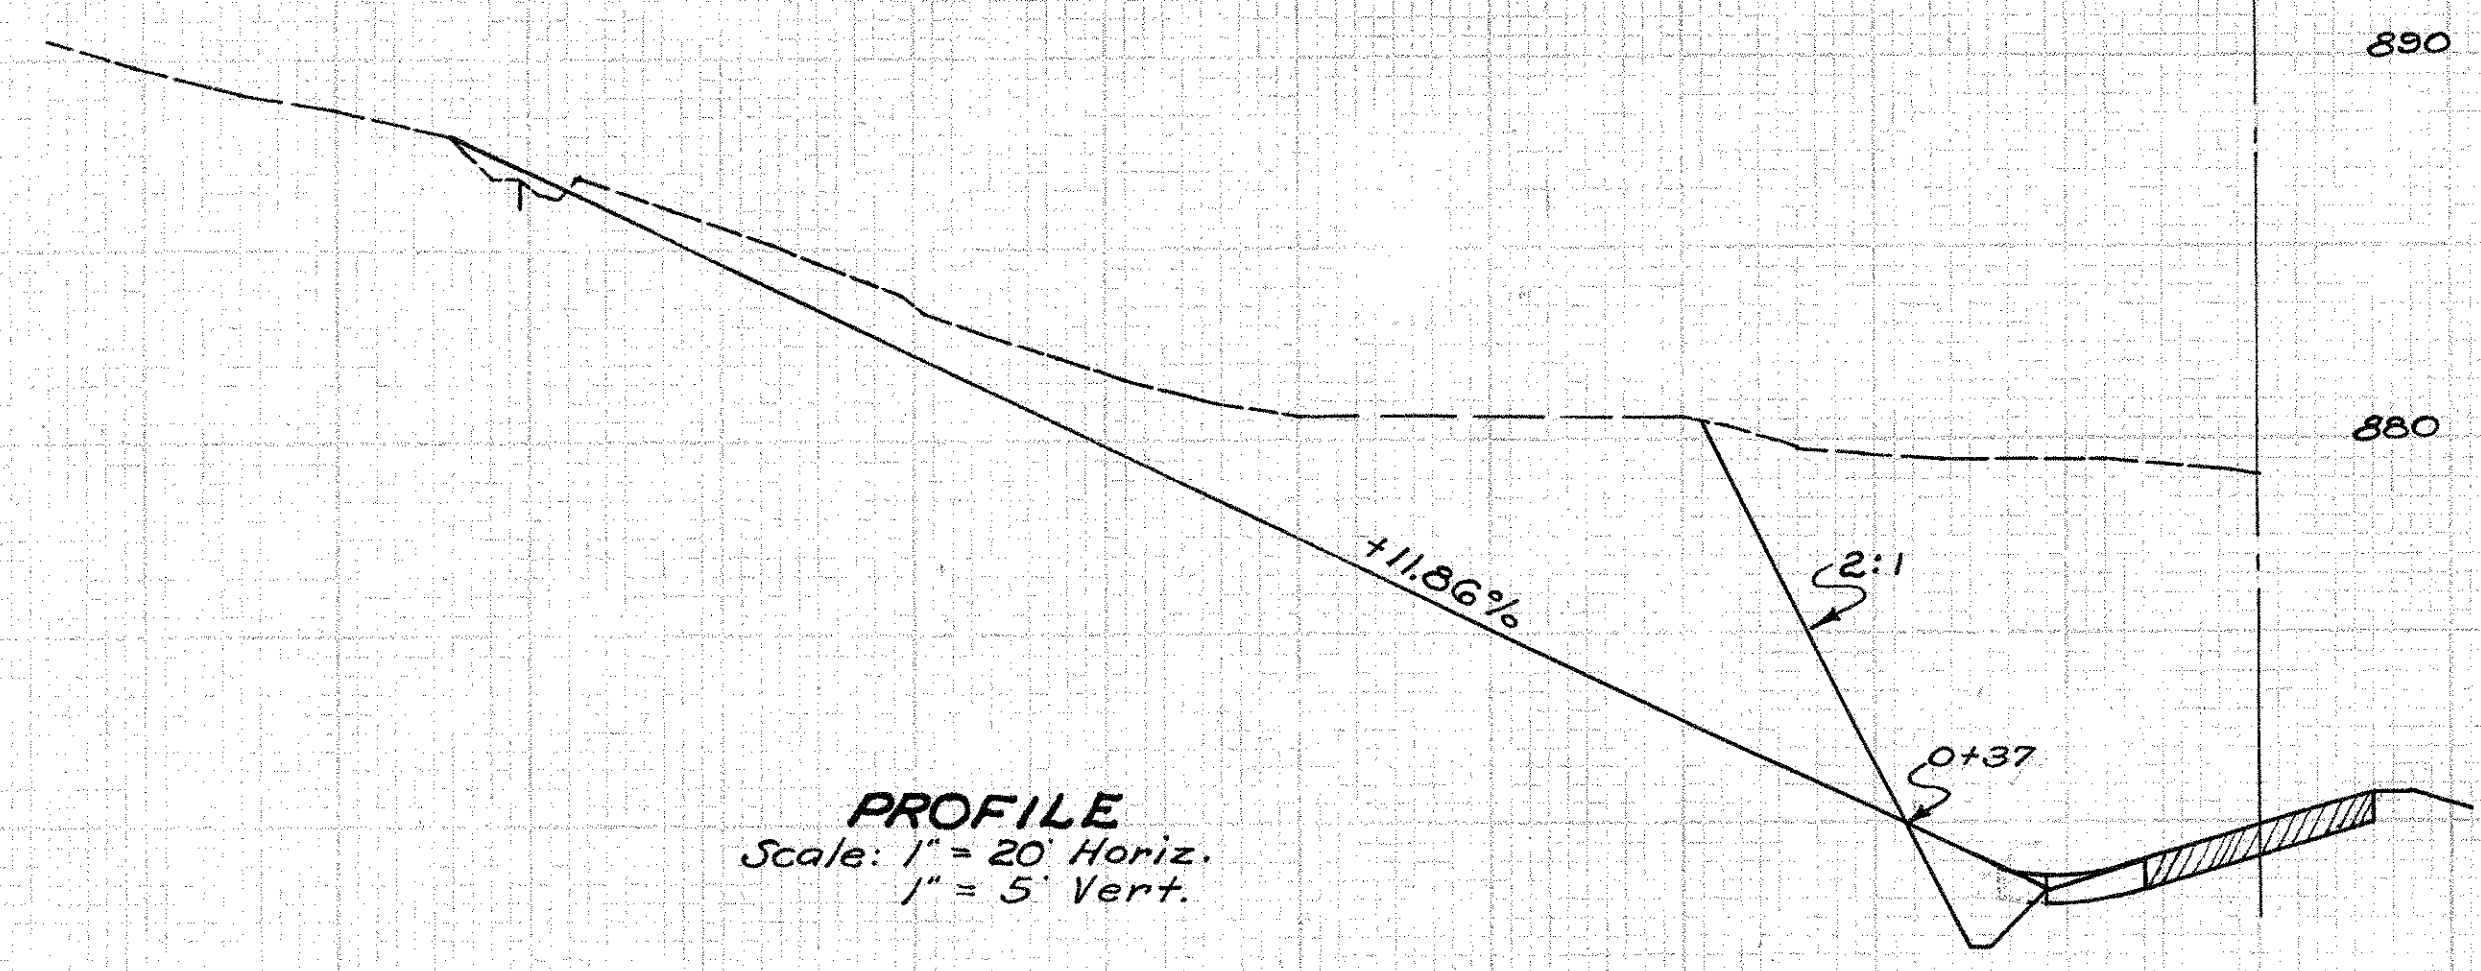 890
880
+11.86%
2:1
0+37
PROFILE
Scale: 1" = 20' Horiz.
1" = 5' Vert.